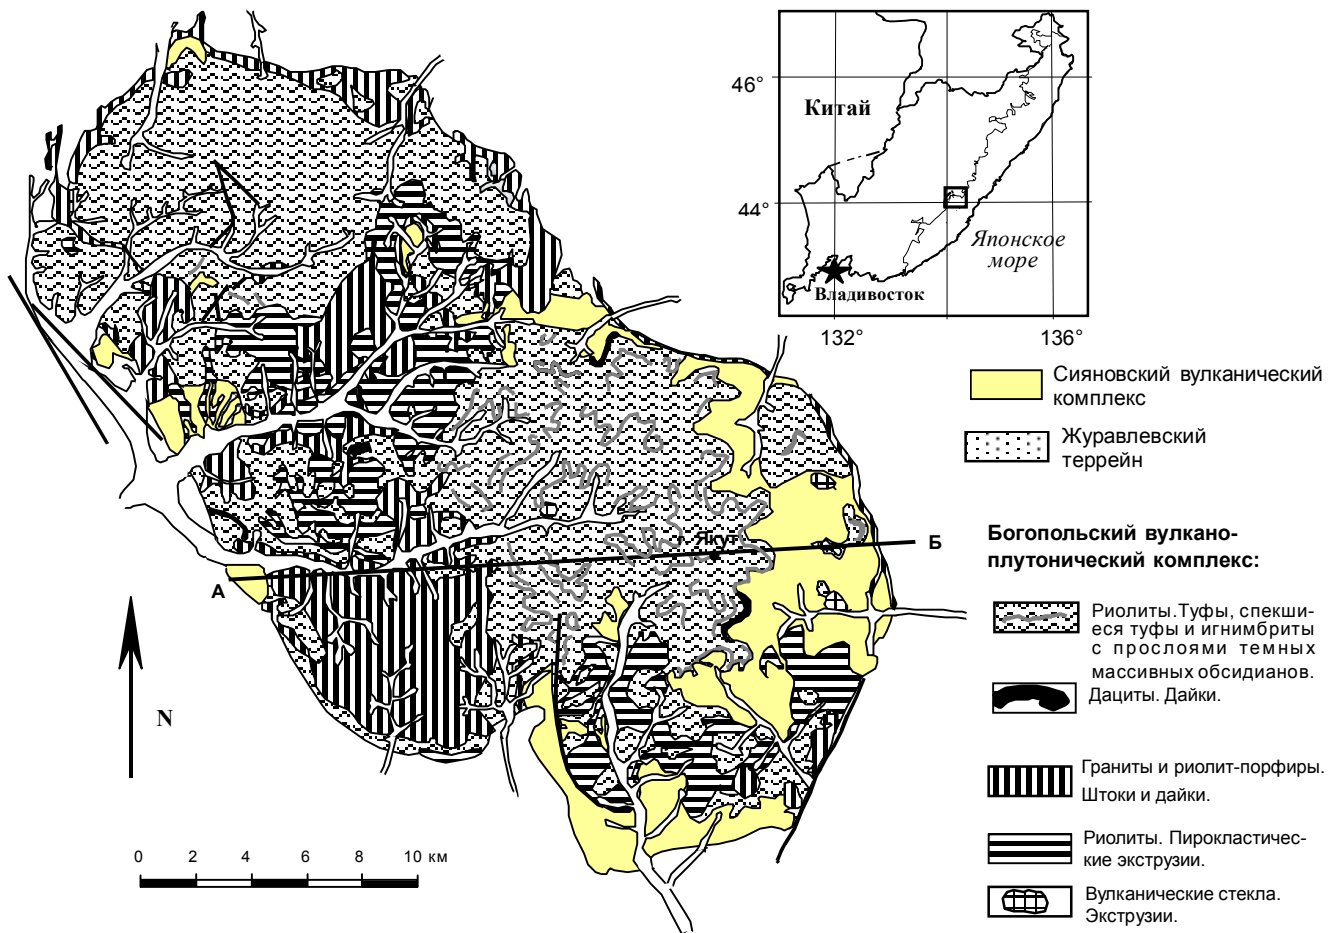 46°
Китай
44°
Японское
море
Владивосток
132°
136°
Сияновский вулканический
комплекс
Журавлевский
террейн
Богопольский вулкано-
плутонический комплекс:
Риолиты.Туфы, спекши-
еся туфы и игнимбриты
с прослоями темных
массивных обсидианов.
Дациты. Дайки.
Граниты и риолит-порфиры.
Штоки и дайки.
Риолиты. Пирокластичес-
кие экструзии.
Вулканические стекла.
Экструзии.
г. Якут
А
Б
N
0 2 4 6 8 10 км